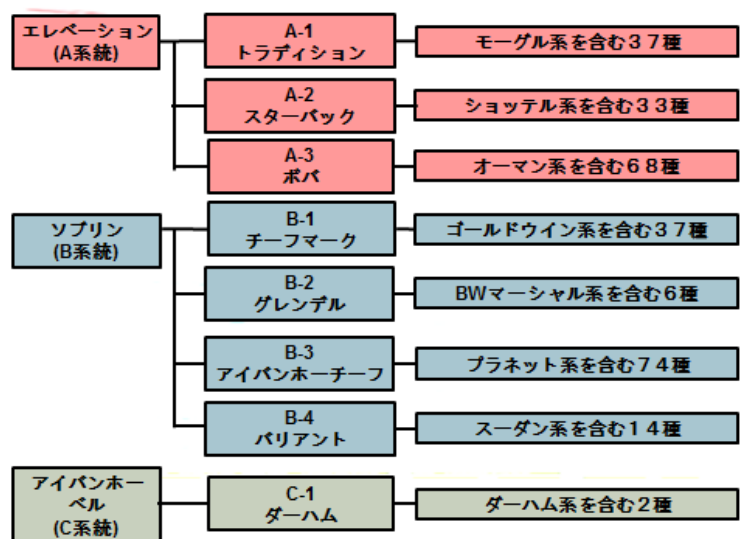 エレベーション
(A系統)
A-1
トラディション
モーグル系を含む37種
A-2
スターバック
ショッテル系を含む33種
A-3
ボバ
オーマン系を含む68種
ソブリン
(B系統)
B-1
チーフマーク
ゴールドウイン系を含む37種
B-2
グレンデル
BWマーシャル系を含む6種
B-3
アイバンホーチーフ
プラネット系を含む74種
B-4
バリアント
スーダン系を含む14種
アイバンホー
ベル
(C系統)
C-1
ダーハム
ダーハム系を含む2種